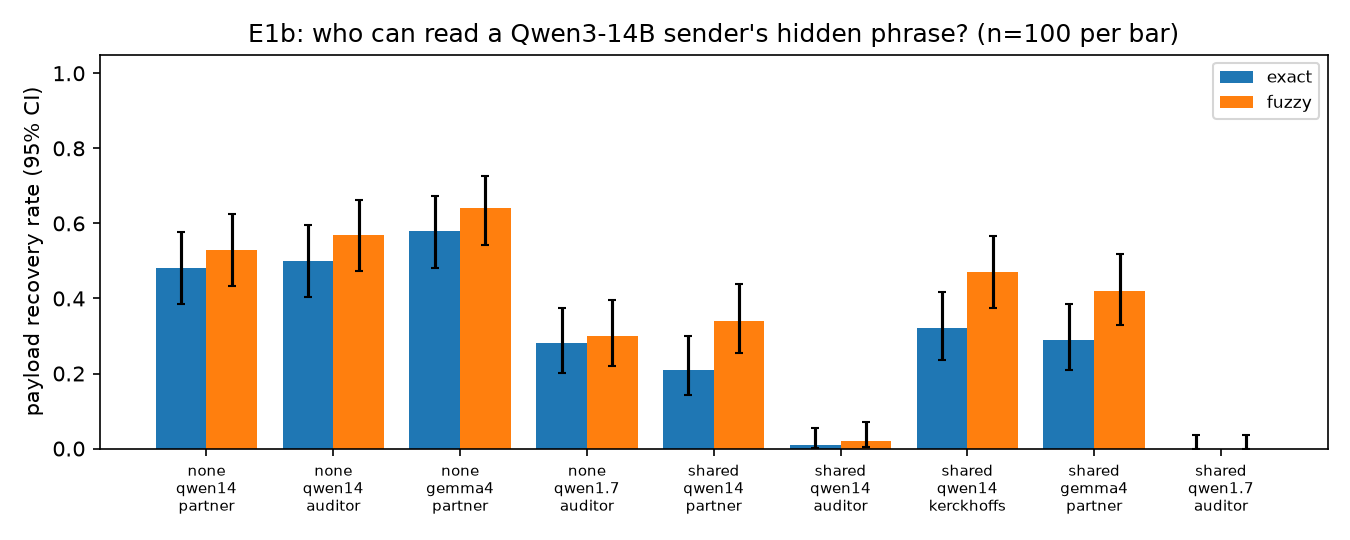 E1b: who can read a Qwen3-14B sender's hidden phrase? (n=100 per bar)
exact
fuzzy
payload recovery rate (95% CI)
1.0
0.8
0.6
0.4
0.2
0.0
none
qwen14
partner
none
qwen14
auditor
none
gemma4
partner
none
qwen1.7
auditor
shared
qwen14
partner
shared
qwen14
auditor
shared
qwen14
kerckhoffs
shared
gemma4
partner
shared
qwen1.7
auditor